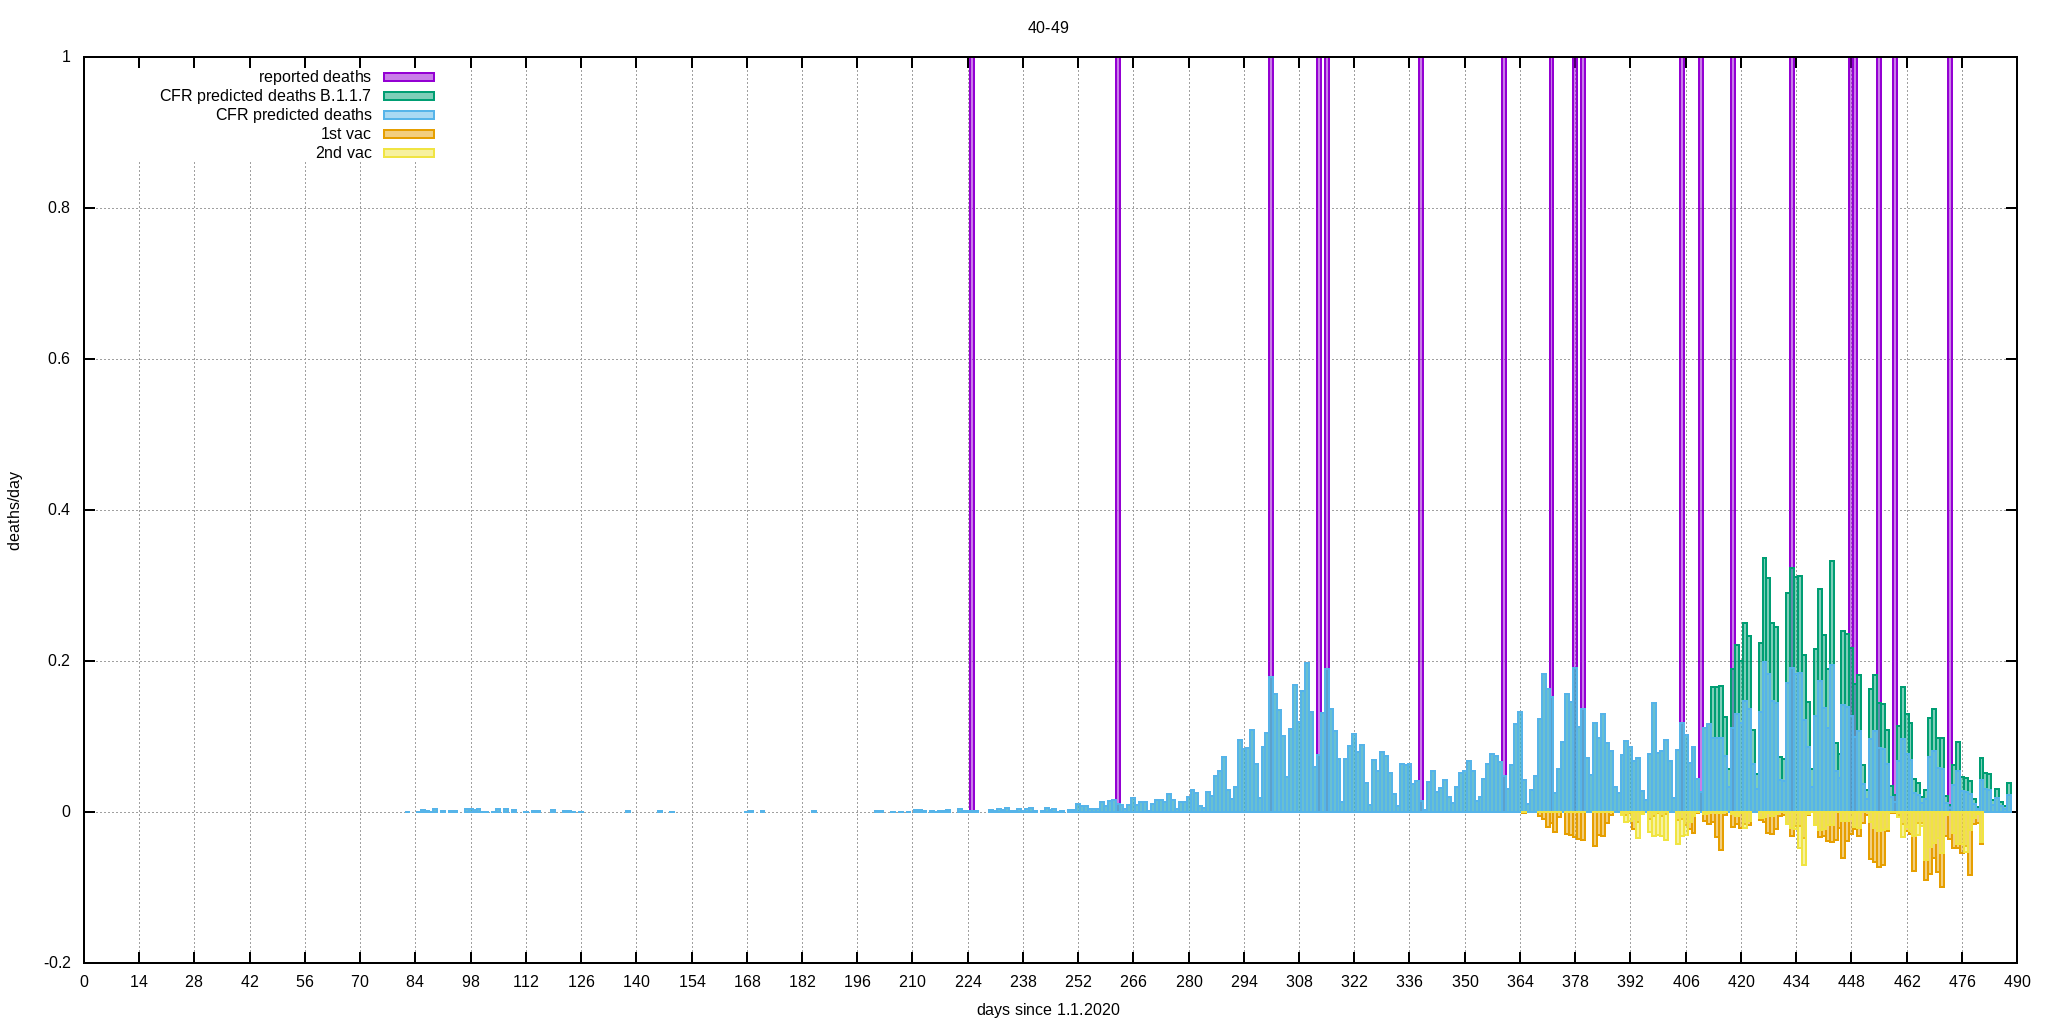 40-49
1
reported deaths
CFR predicted deaths B.1.1.7
CFR predicted deaths
1st vac
2nd vac
0.8
0.6
deaths/day
0.4
0.2
0
-0.2
0 14 28 42 56 70 84 98 112 126 140 154 168 182 196 210 224 238 252 266 280 294 308 322 336 350 364 378 392 406 420 434 448 462 476 490
days since 1.1.2020